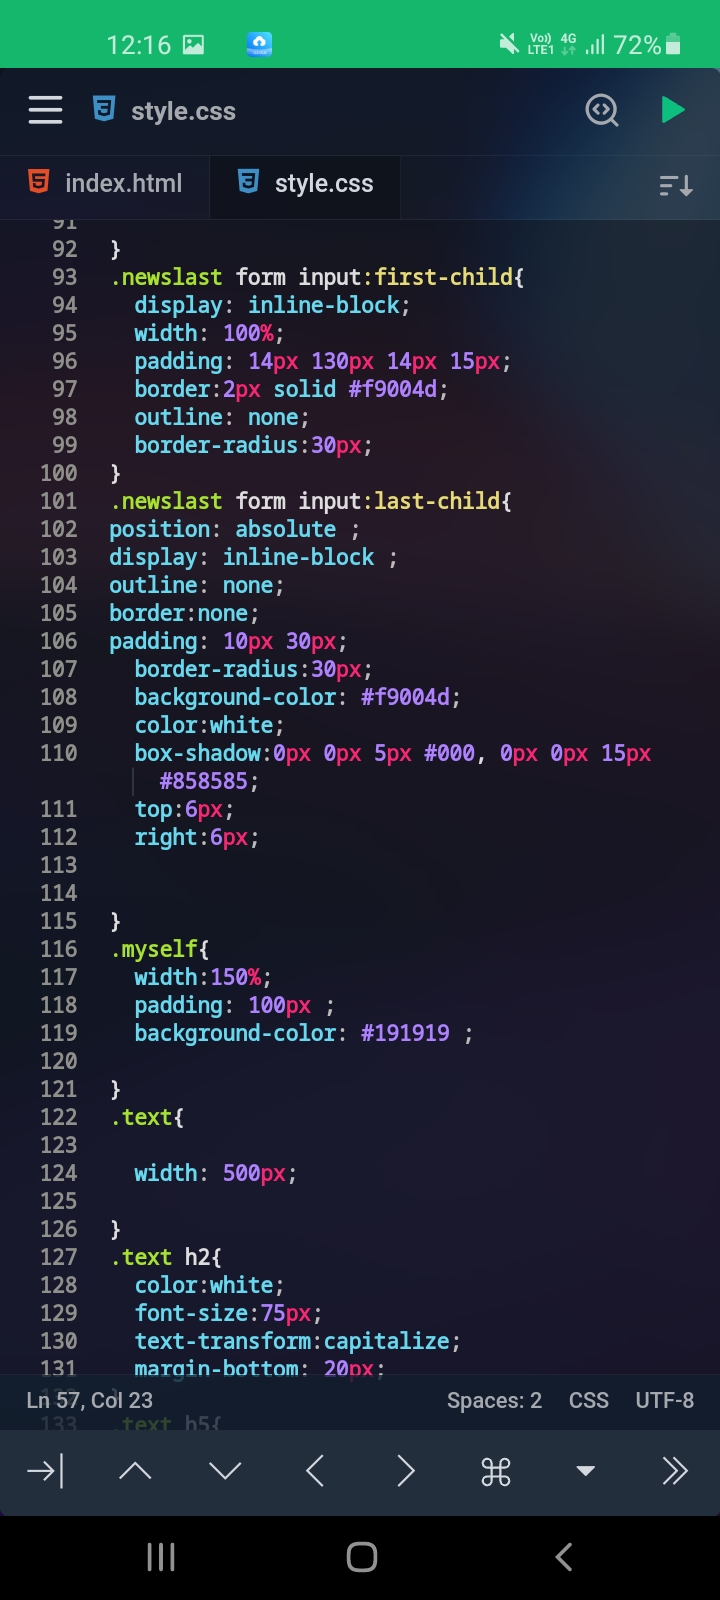 12:16 Vo)) LTE1 4G 72%
style.css
index.html style.css
91
92 }
93 .newslast form input:first-child{
94 display: inline-block;
95 width: 100%;
96 padding: 14px 130px 14px 15px;
97 border:2px solid #f9004d;
98 outline: none;
99 border-radius:30px;
100 }
101 .newslast form input:last-child{
102 position: absolute ;
103 display: inline-block ;
104 outline: none;
105 border:none;
106 padding: 10px 30px;
107 border-radius:30px;
108 background-color: #f9004d;
109 color:white;
110 box-shadow:0px 0px 5px #000, 0px 0px 15px
#858585;
111 top:6px;
112 right:6px;
113
114
115 }
116 .myself{
117 width:150%;
118 padding: 100px ;
119 background-color: #191919 ;
120
121 }
122 .text{
123
124 width: 500px;
125
126 }
127 .text h2{
128 color:white;
129 font-size:75px;
130 text-transform:capitalize;
131 margin-bottom: 20px;
132 }
Ln 57, Col 23 Spaces: 2 CSS UTF-8
133 .text h5{